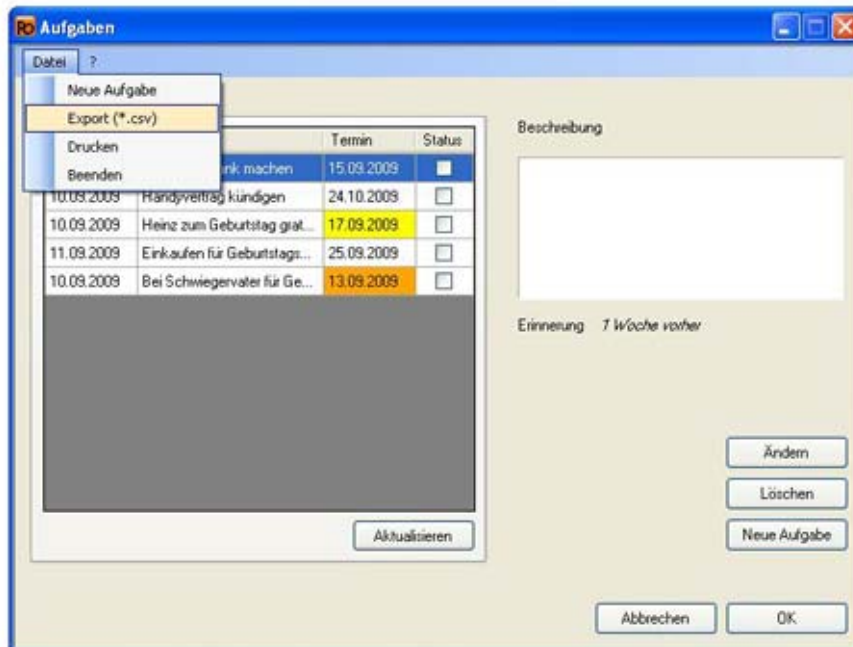 Aufgaben
Datei ?
Neue Aufgabe
Export (*.csv)
Drucken
Beenden
Termin Status
machen 15.09.2009
10.09.2009 Handyvertrag kündigen 24.10.2009
10.09.2009 Heinz zum Geburtstag grat... 17.09.2009
11.09.2009 Einkaufen für Geburtstags... 25.09.2009
10.09.2009 Bei Schwiegervater für Ge... 13.09.2009
Aktualisieren
Beschreibung
Erinnerung 1 Woche vorher
Ändern
Löschen
Neue Aufgabe
Abbrechen OK